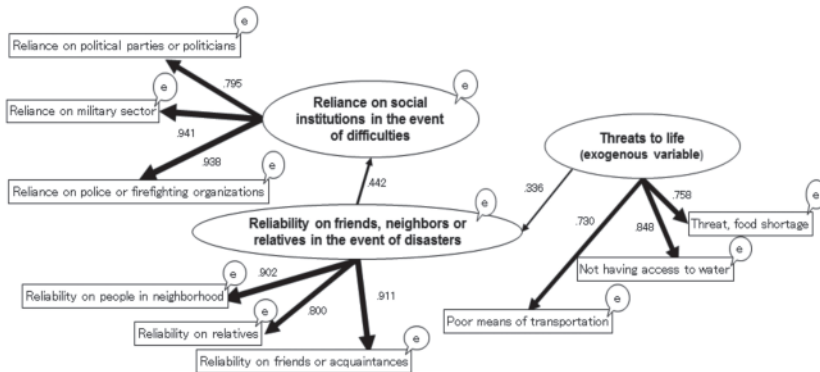 e
Reliance on political parties or politicians
.795
e
Reliance on military sector
.941
.938
e
Reliance on police or firefighting organizations
e
Reliance on social
institutions in the event
of difficulties
.442
Threats to life
(exogenous variable)
.336
.758
e
Threat, food shortage
.848
.730
e
Not having access to water
e
Poor means of transportation
e
Reliability on friends, neighbors or
relatives in the event of disasters
.902
e
Reliability on people in neighborhood
.800
.911
e
Reliability on relatives
e
Reliability on friends or acquaintances